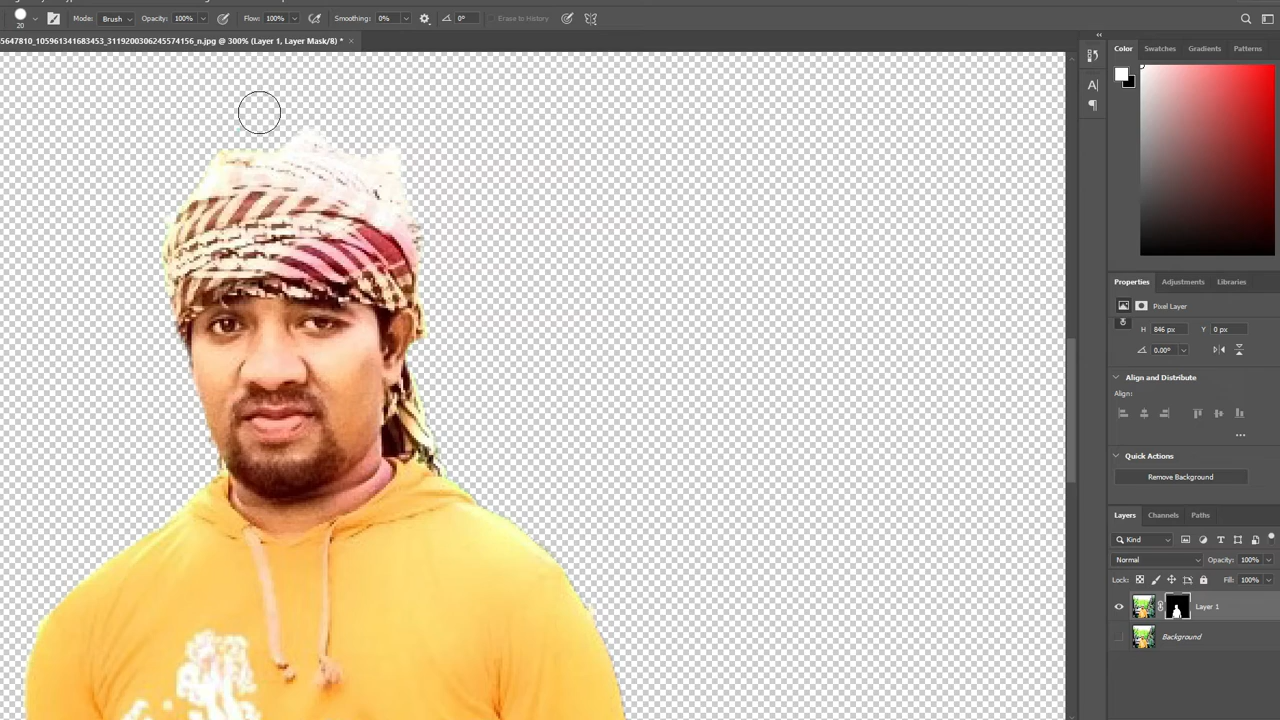 20
Mode: Brush Opacity: 100% Flow: 100% Smoothing: 0% 0° Erase to History
5647810_105961341683453_3119200306245574156_n.jpg @ 300% (Layer 1, Layer Mask/8) * ×
Color Swatches Gradients Patterns
Properties Adjustments Libraries
Pixel Layer
H 846 px Y 0 px
0.00°
Align and Distribute
Align:
Quick Actions
Remove Background
Layers Channels Paths
Kind
Normal Opacity: 100%
Lock: Fill: 100%
Layer 1
Background